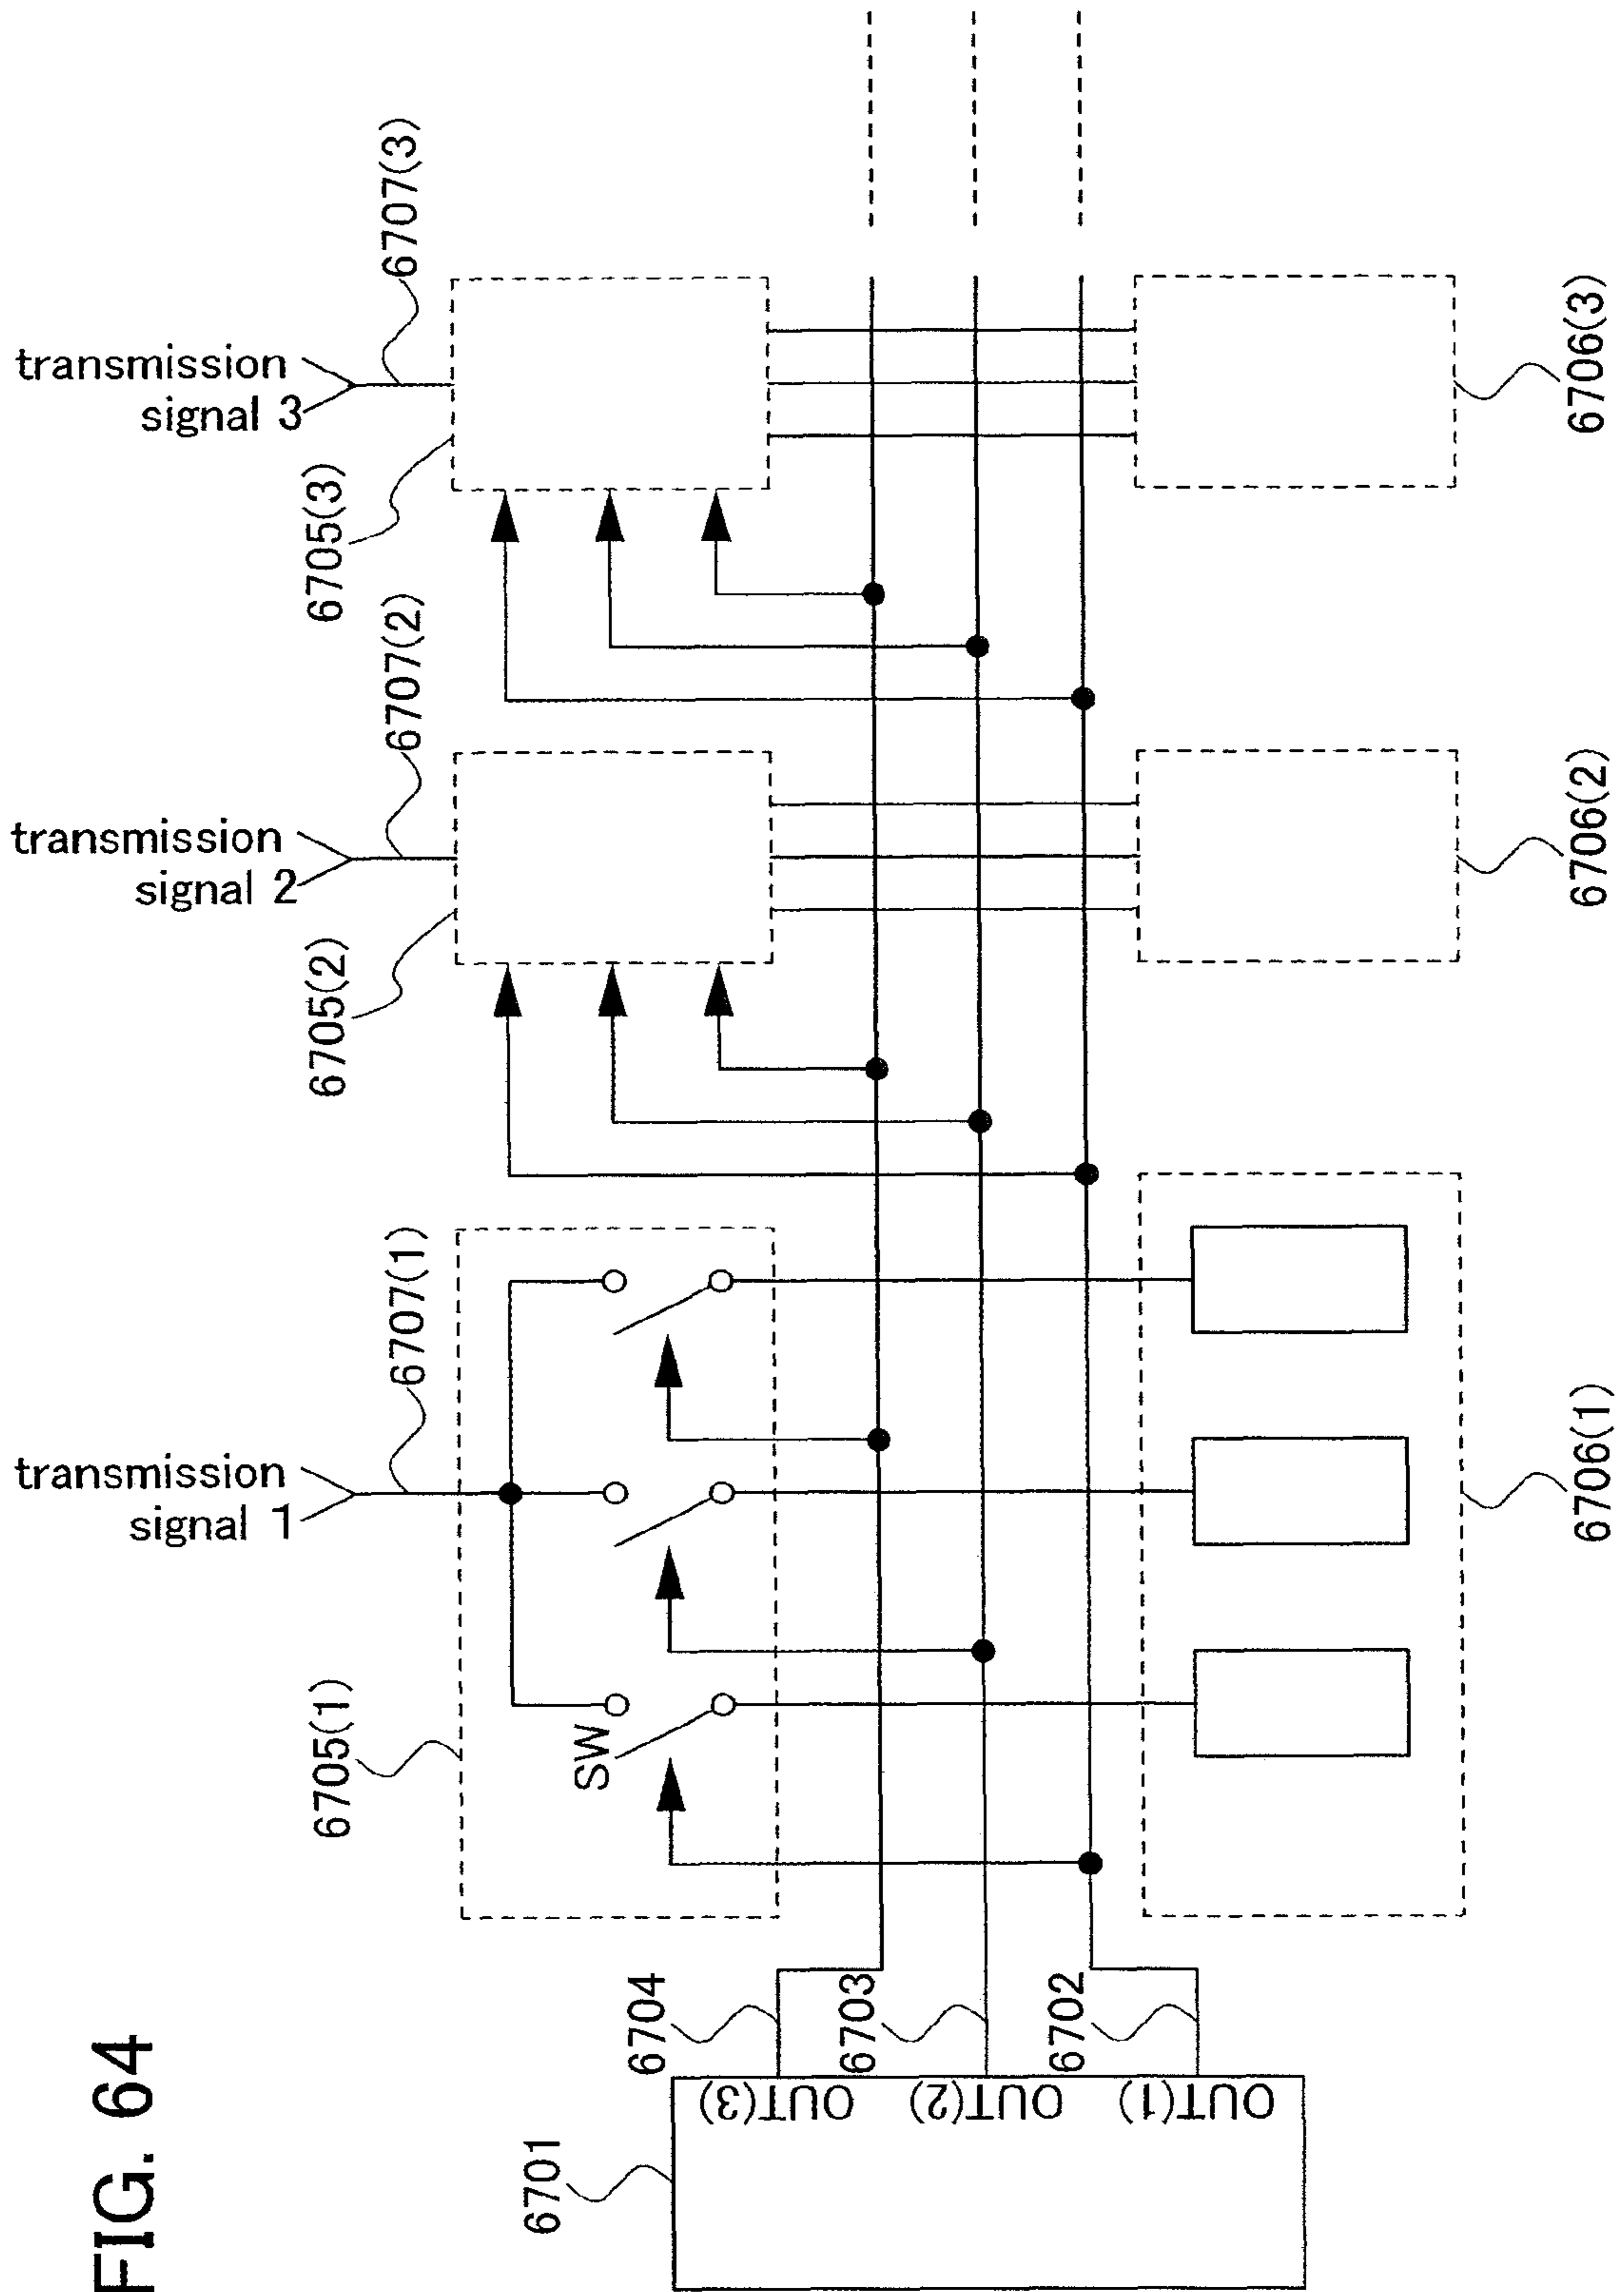 FIG. 64
transmission
signal 3
6707(3)
6705(3)
6706(3)
transmission
signal 2
6707(2)
6705(2)
6706(2)
transmission
signal 1
6707(1)
6705(1)
SW
6706(1)
6704
6703
6702
6701
OUT(3)
OUT(2)
OUT(1)